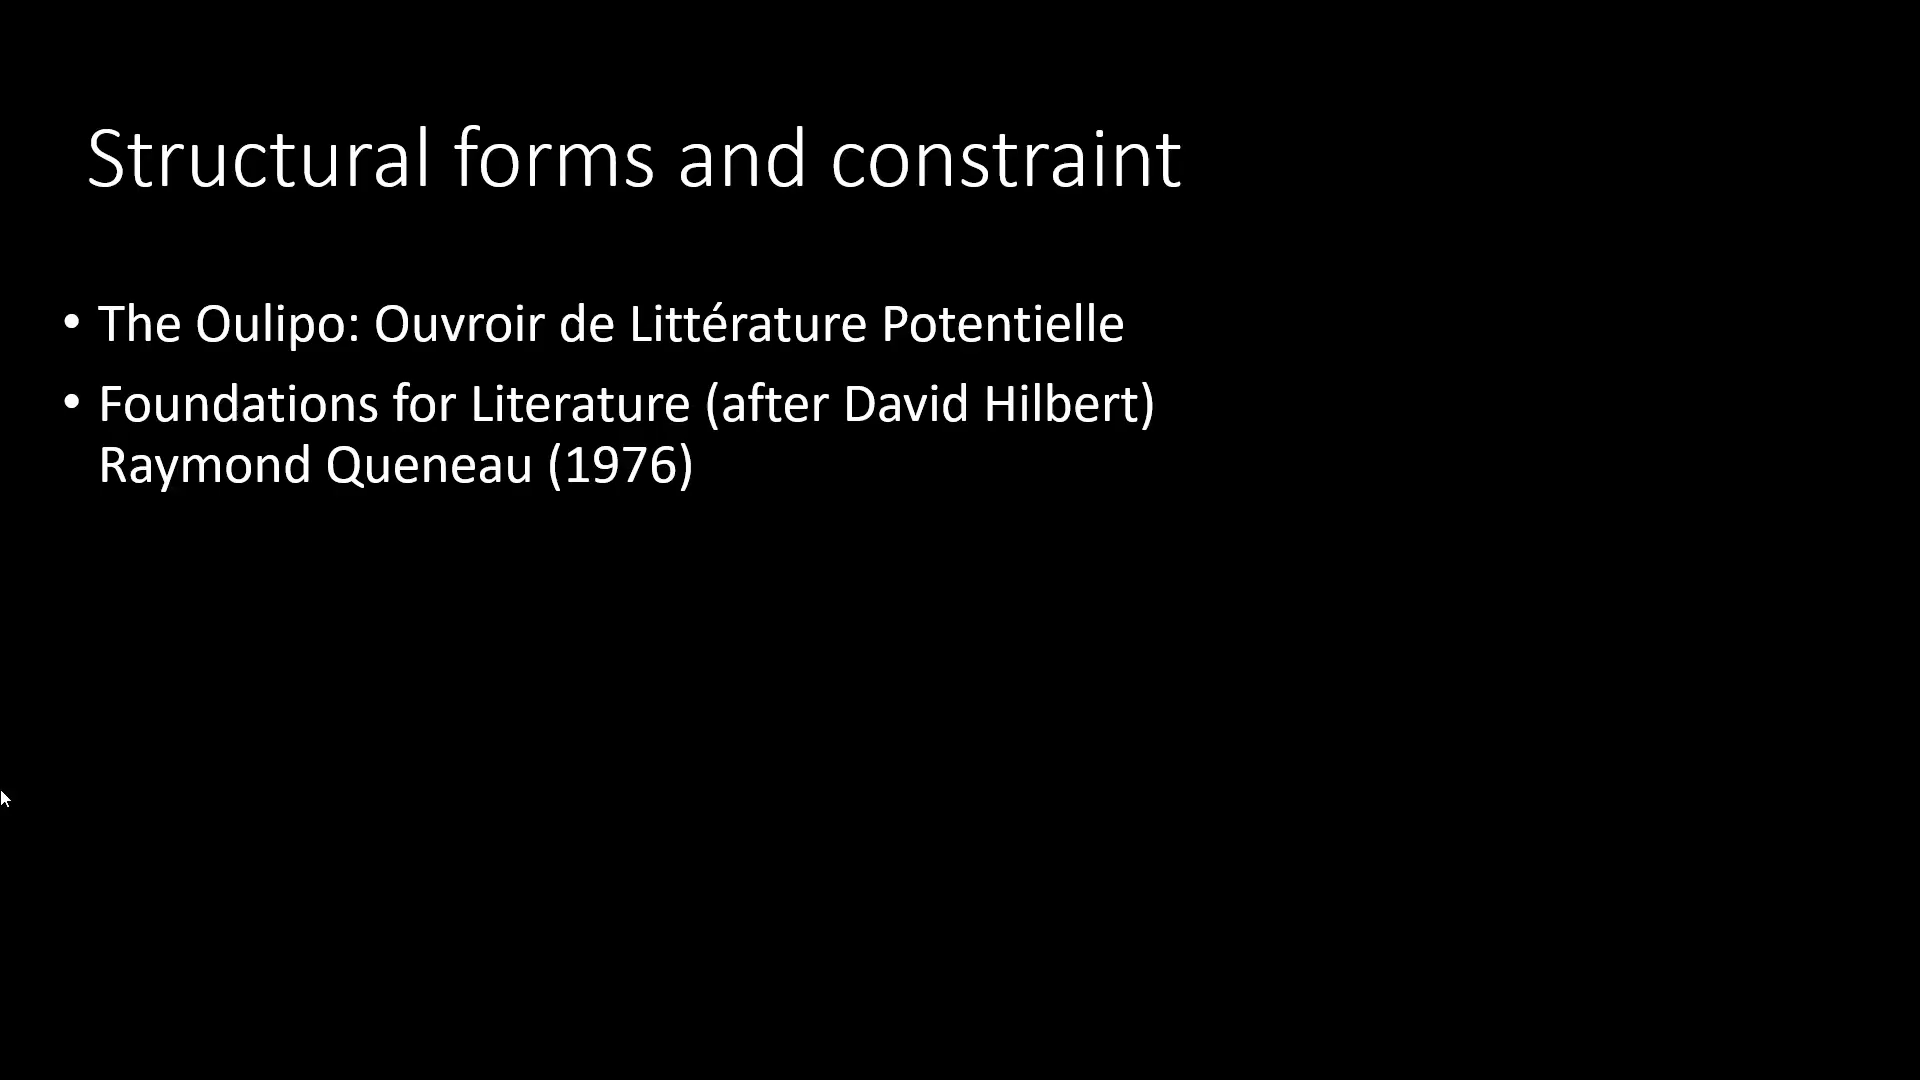 Structural forms and constraint
• The Oulipo: Ouvroir de Littérature Potentielle
• Foundations for Literature (after David Hilbert)
Raymond Queneau (1976)